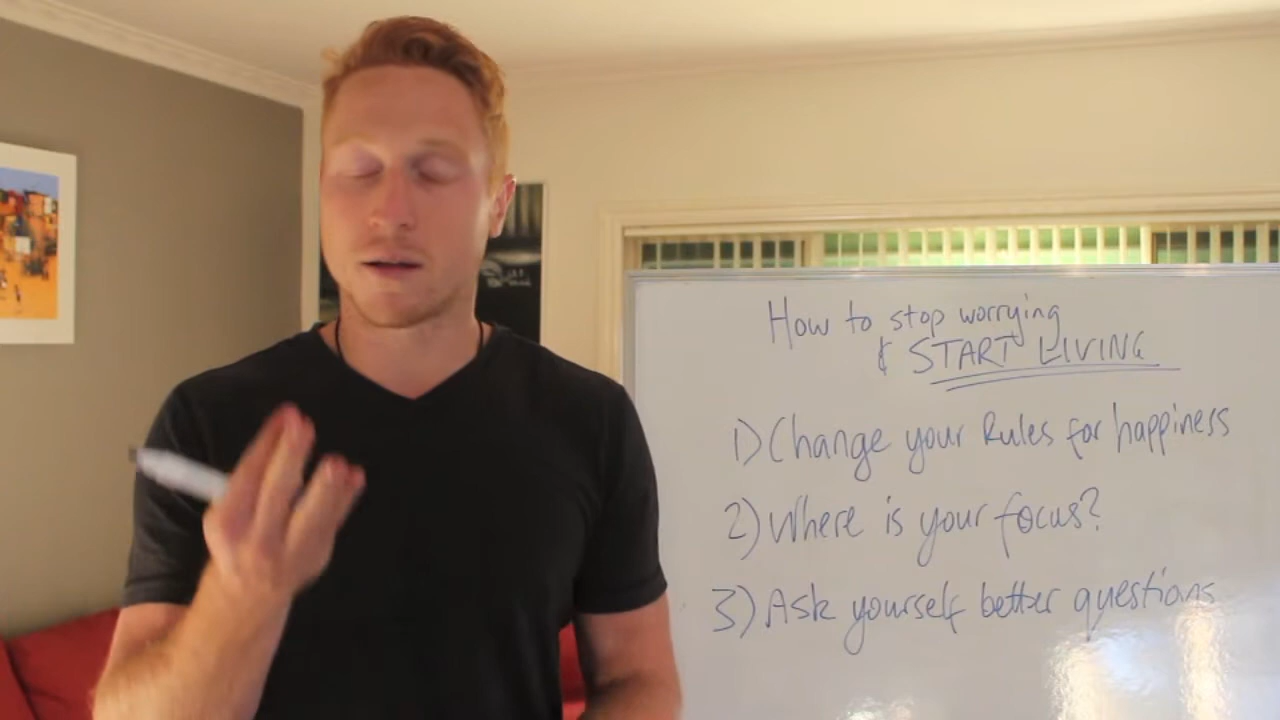 How to stop worrying
& START LIVING
1) Change your Rules for happiness
2) Where is your focus?
3) Ask yourself better questions